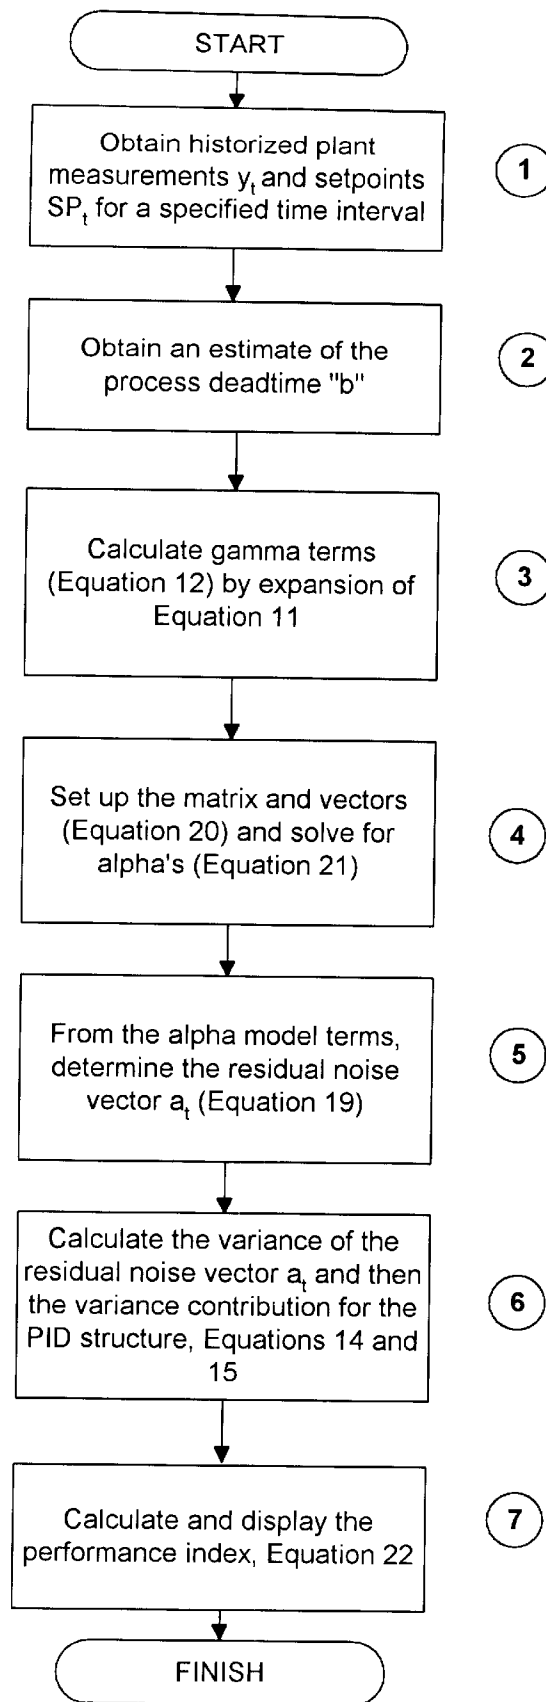 START
Obtain historized plant
measurements yt and setpoints
SPt for a specified time interval
1
Obtain an estimate of the
process deadtime "b"
2
Calculate gamma terms
(Equation 12) by expansion of
Equation 11
3
Set up the matrix and vectors
(Equation 20) and solve for
alpha's (Equation 21)
4
From the alpha model terms,
determine the residual noise
vector at (Equation 19)
5
Calculate the variance of the
residual noise vector at and then
the variance contribution for the
PID structure, Equations 14 and
15
6
Calculate and display the
performance index, Equation 22
7
FINISH